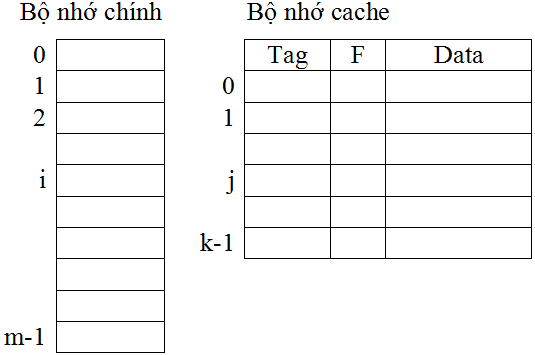 Bộ nhớ chính
0
1
2
i
m-1
Bộ nhớ cache
Tag F Data
0
1
j
k-1